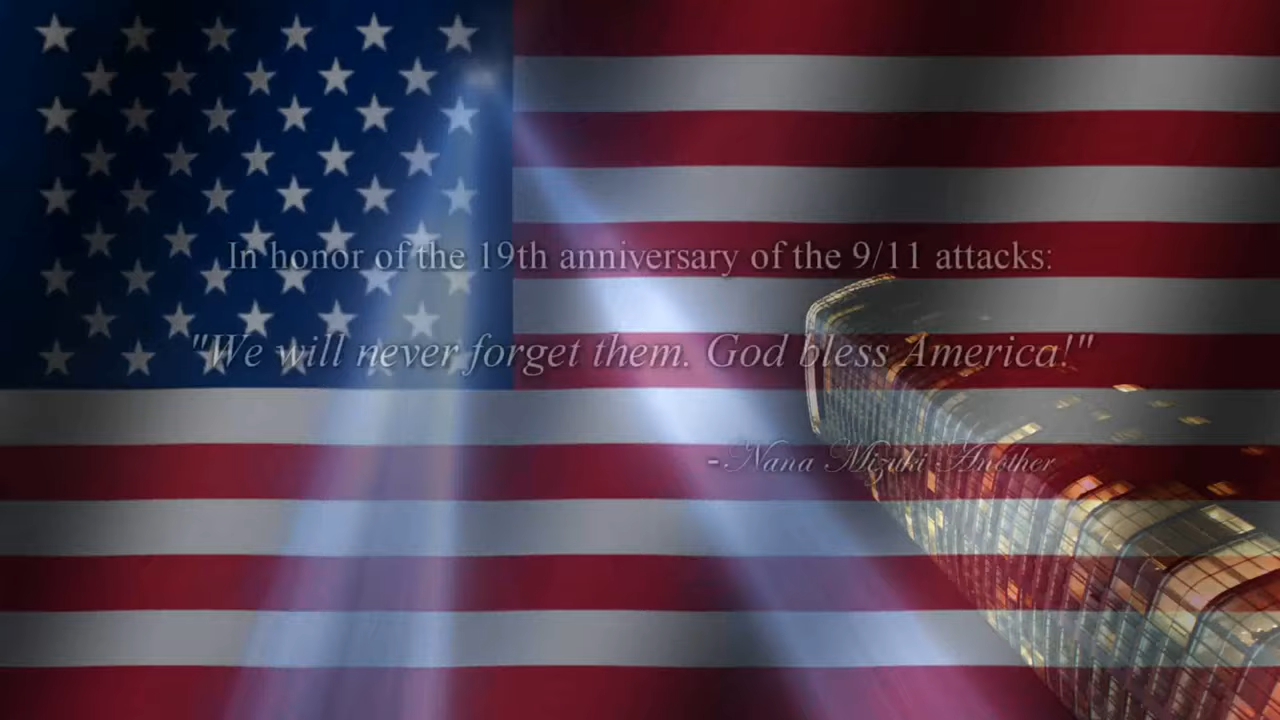 In honor of the 19th anniversary of the 9/11 attacks:
"We will never forget them. God bless America!"
-Nana Mizuki Another